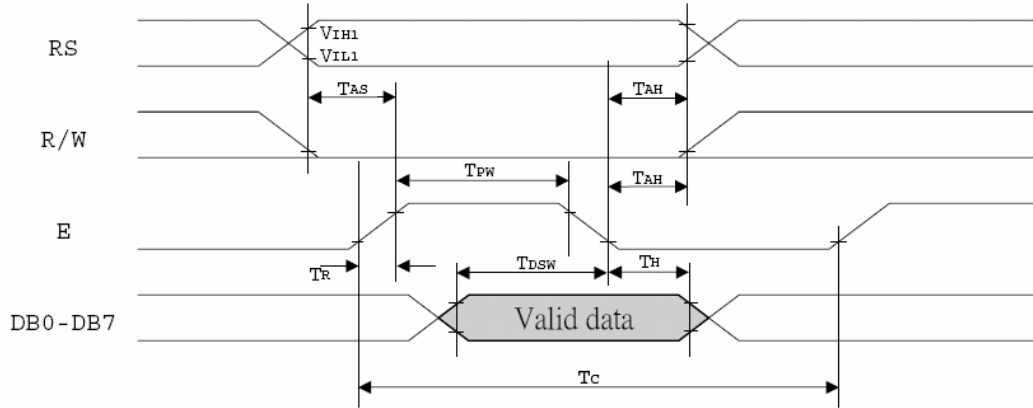 RS
VIH1
VIL1
TAS
TAH
R/W
TPW
TAH
E
TR
TDSW
TH
DB0-DB7
Valid data
TC